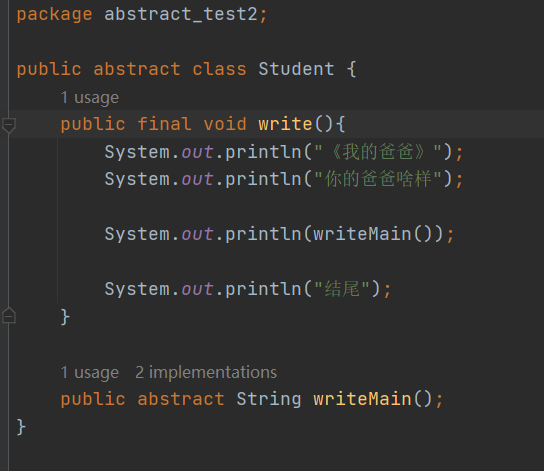 package abstract_test2;
public abstract class Student {
1 usage
public final void write(){
System.out.println("《我的爸爸》");
System.out.println("你的爸爸啥样");
System.out.println(writeMain());
System.out.println("结尾");
}
1 usage 2 implementations
public abstract String writeMain();
}